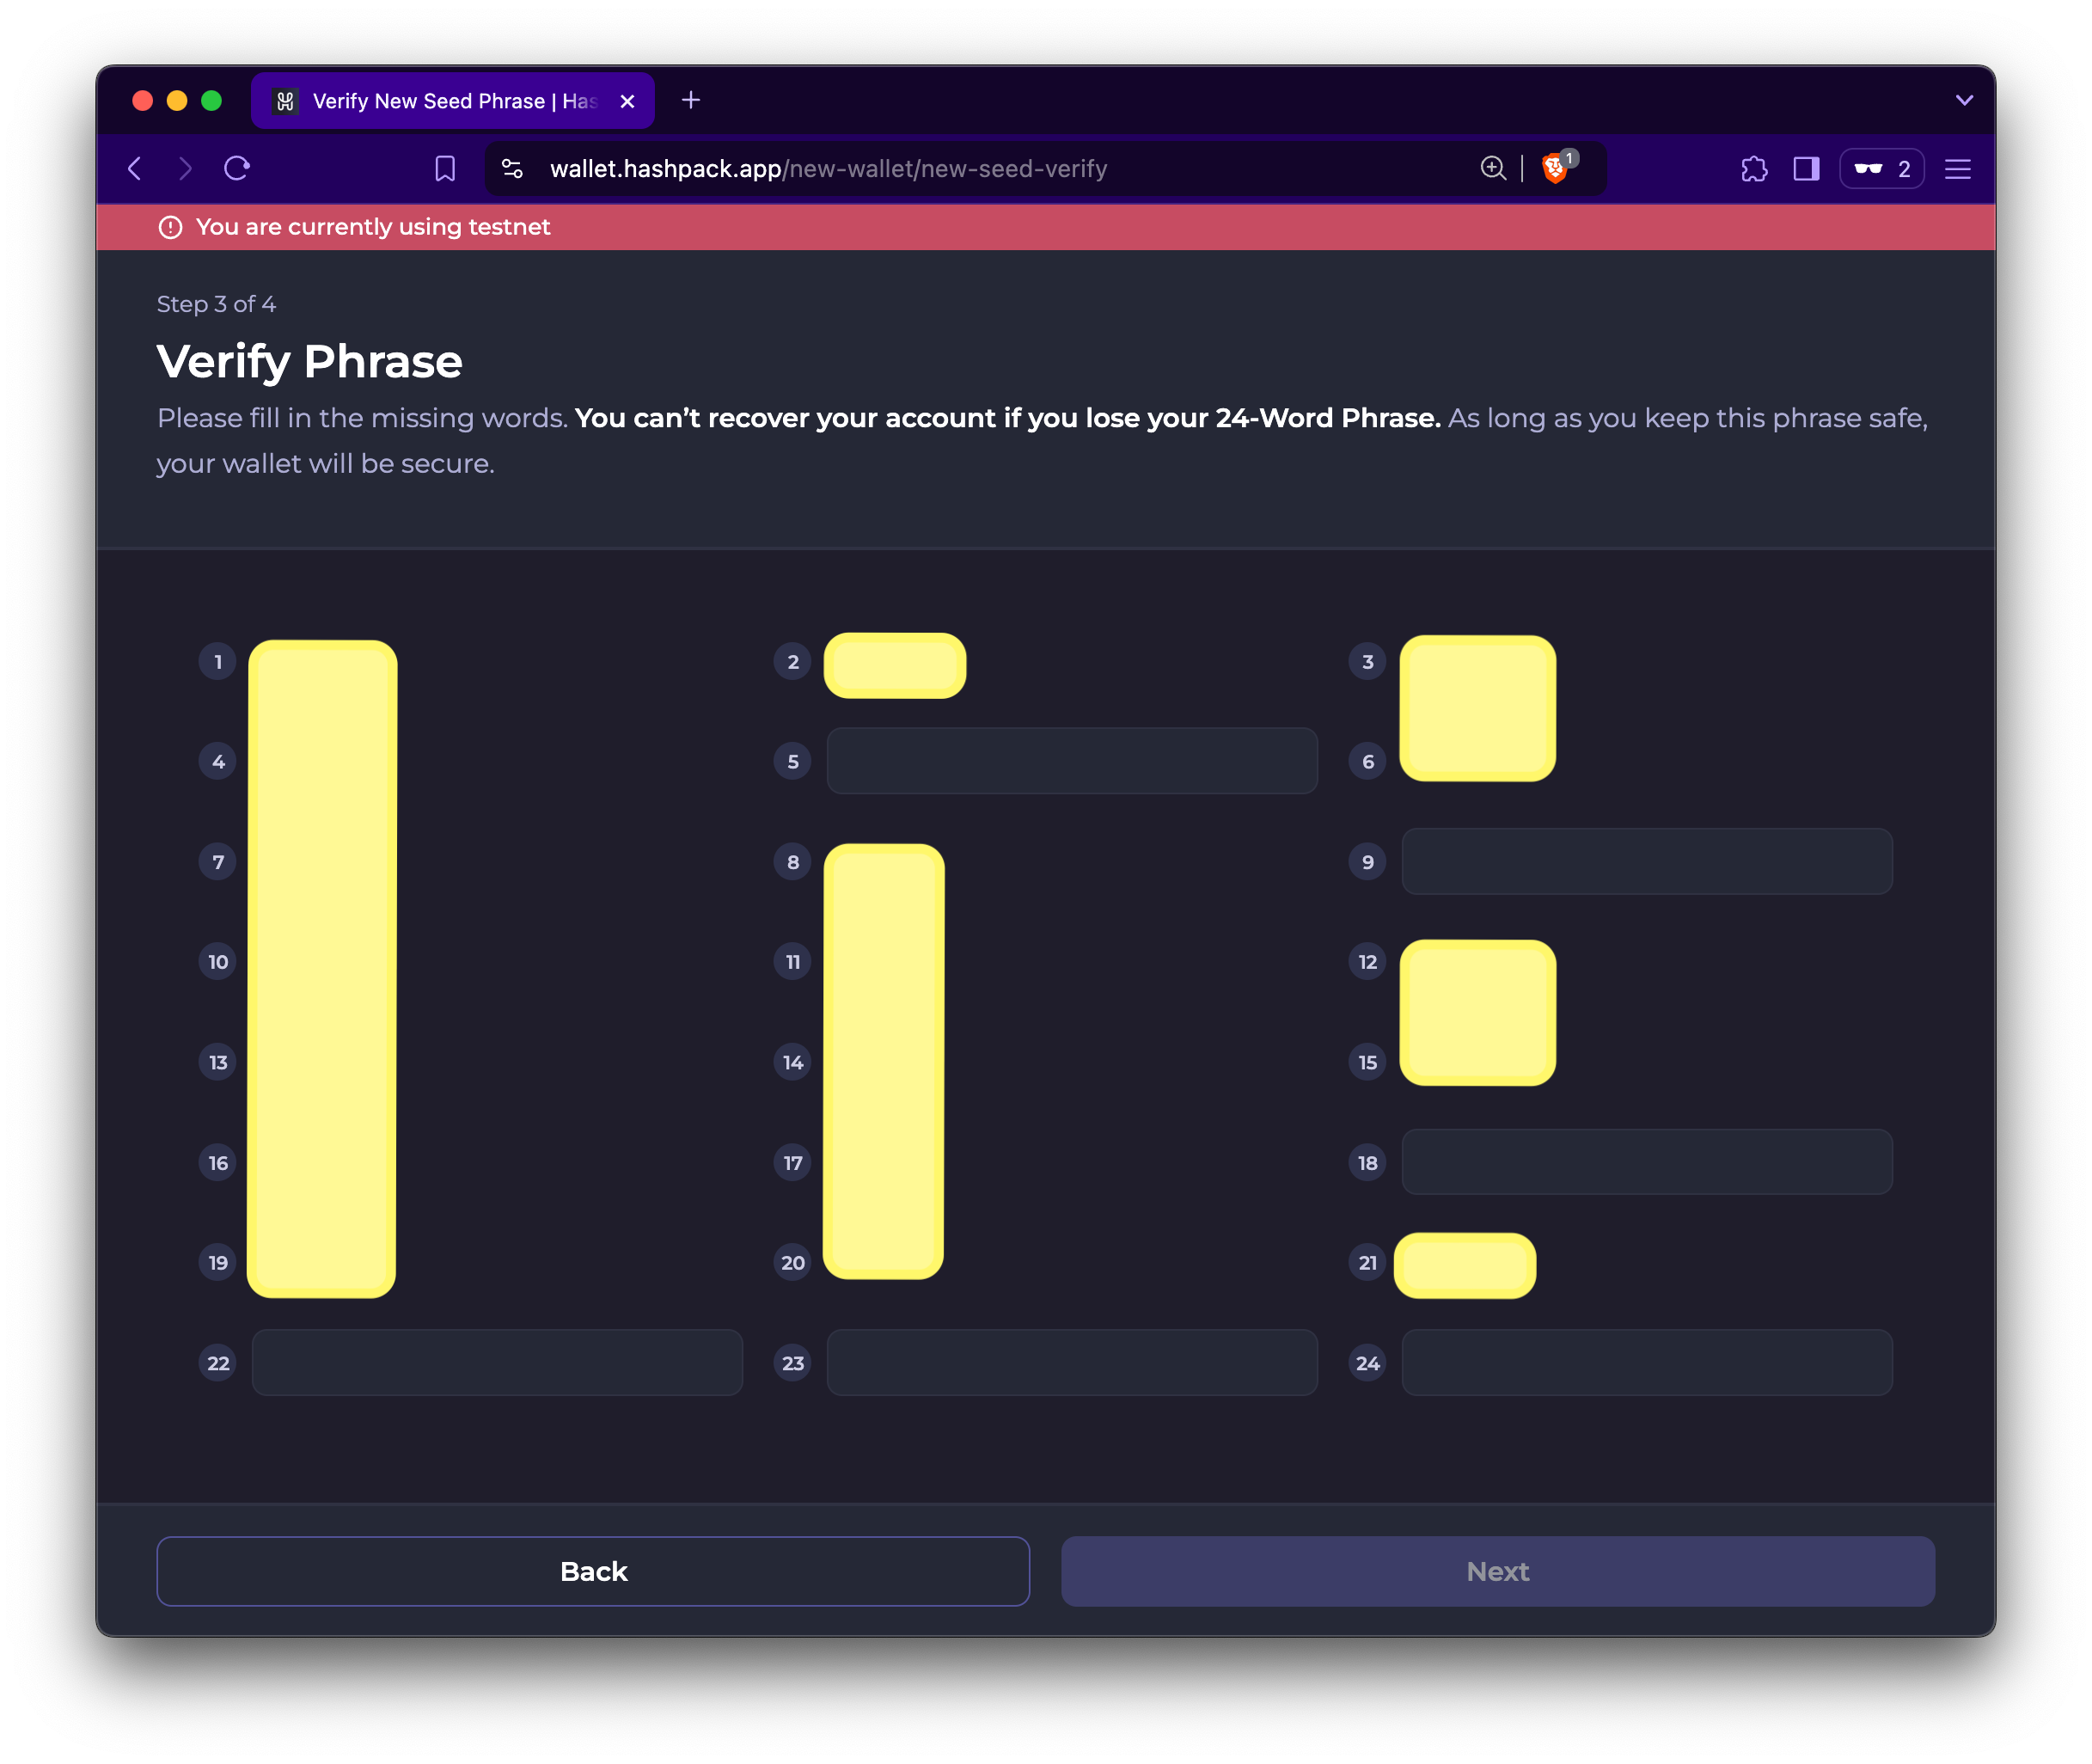 Verify New Seed Phrase | Has
wallet.hashpack.app/new-wallet/new-seed-verify
1
2
You are currently using testnet
Step 3 of 4
Verify Phrase
Please fill in the missing words. You can’t recover your account if you lose your 24-Word Phrase. As long as you keep this phrase safe,
your wallet will be secure.
1 2 3
4 5 6
7 8 9
10 11 12
13 14 15
16 17 18
19 20 21
22 23 24
Back Next